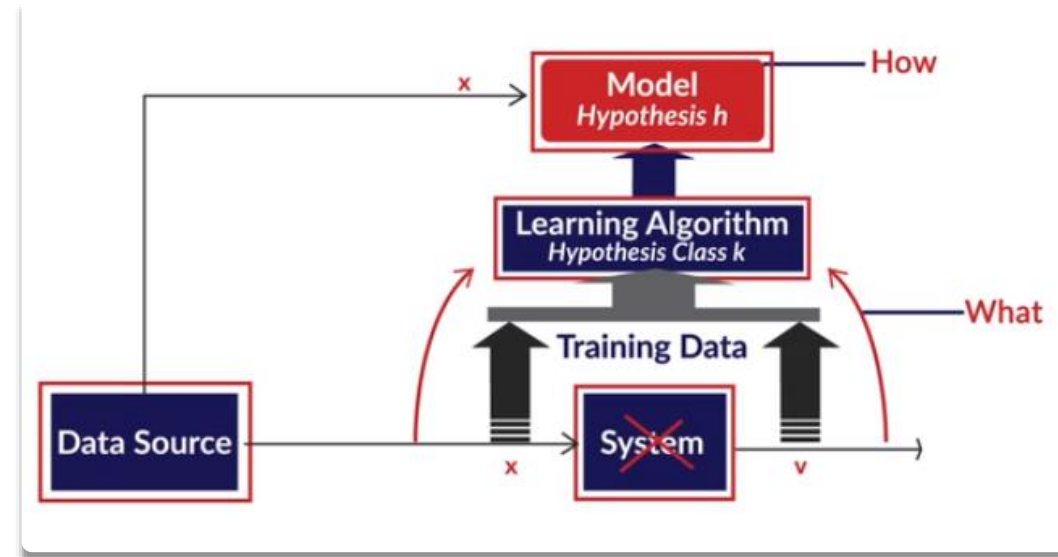 How
x
Model
Hypothesis h
Learning Algorithm
Hypothesis Class k
What
Training Data
Data Source
System
x
v